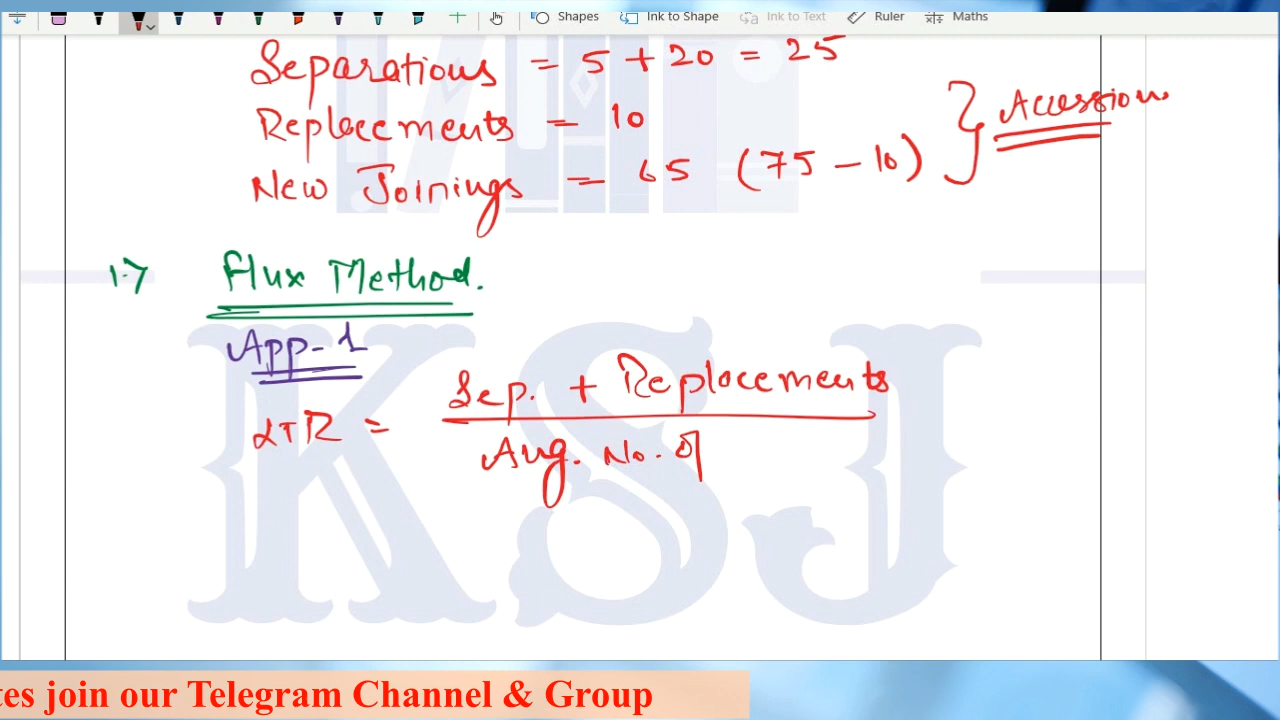 Shapes Ink to Shape Ink to Text Ruler Maths
Separations = 5 + 20 = 25
Replacements = 10
New Joinings = 65 (75 - 10)
} Accession
1.> Flux Method.
App-1
LTR = Sep. + Replacements
Avg. No. of
KSJ
tes join our Telegram Channel & Group